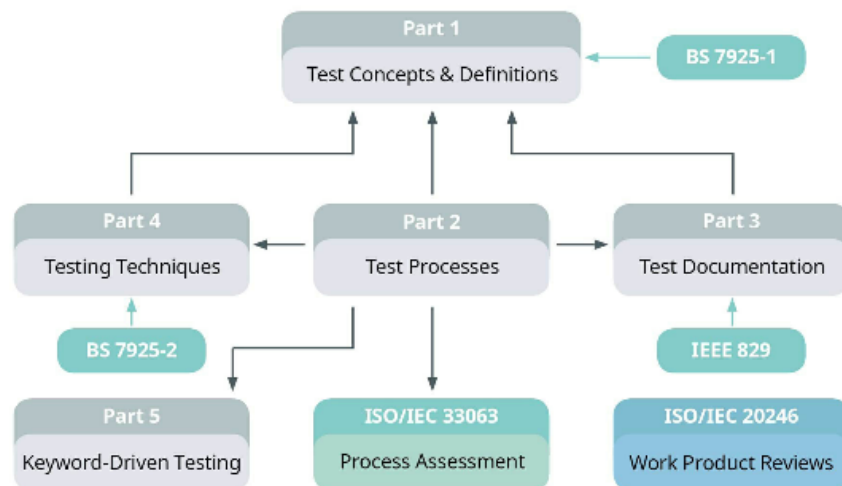 Part 1
Test Concepts & Definitions
BS 7925-1
Part 4
Testing Techniques
Part 2
Test Processes
Part 3
Test Documentation
BS 7925-2
IEEE 829
Part 5
Keyword-Driven Testing
ISO/IEC 33063
Process Assessment
ISO/IEC 20246
Work Product Reviews